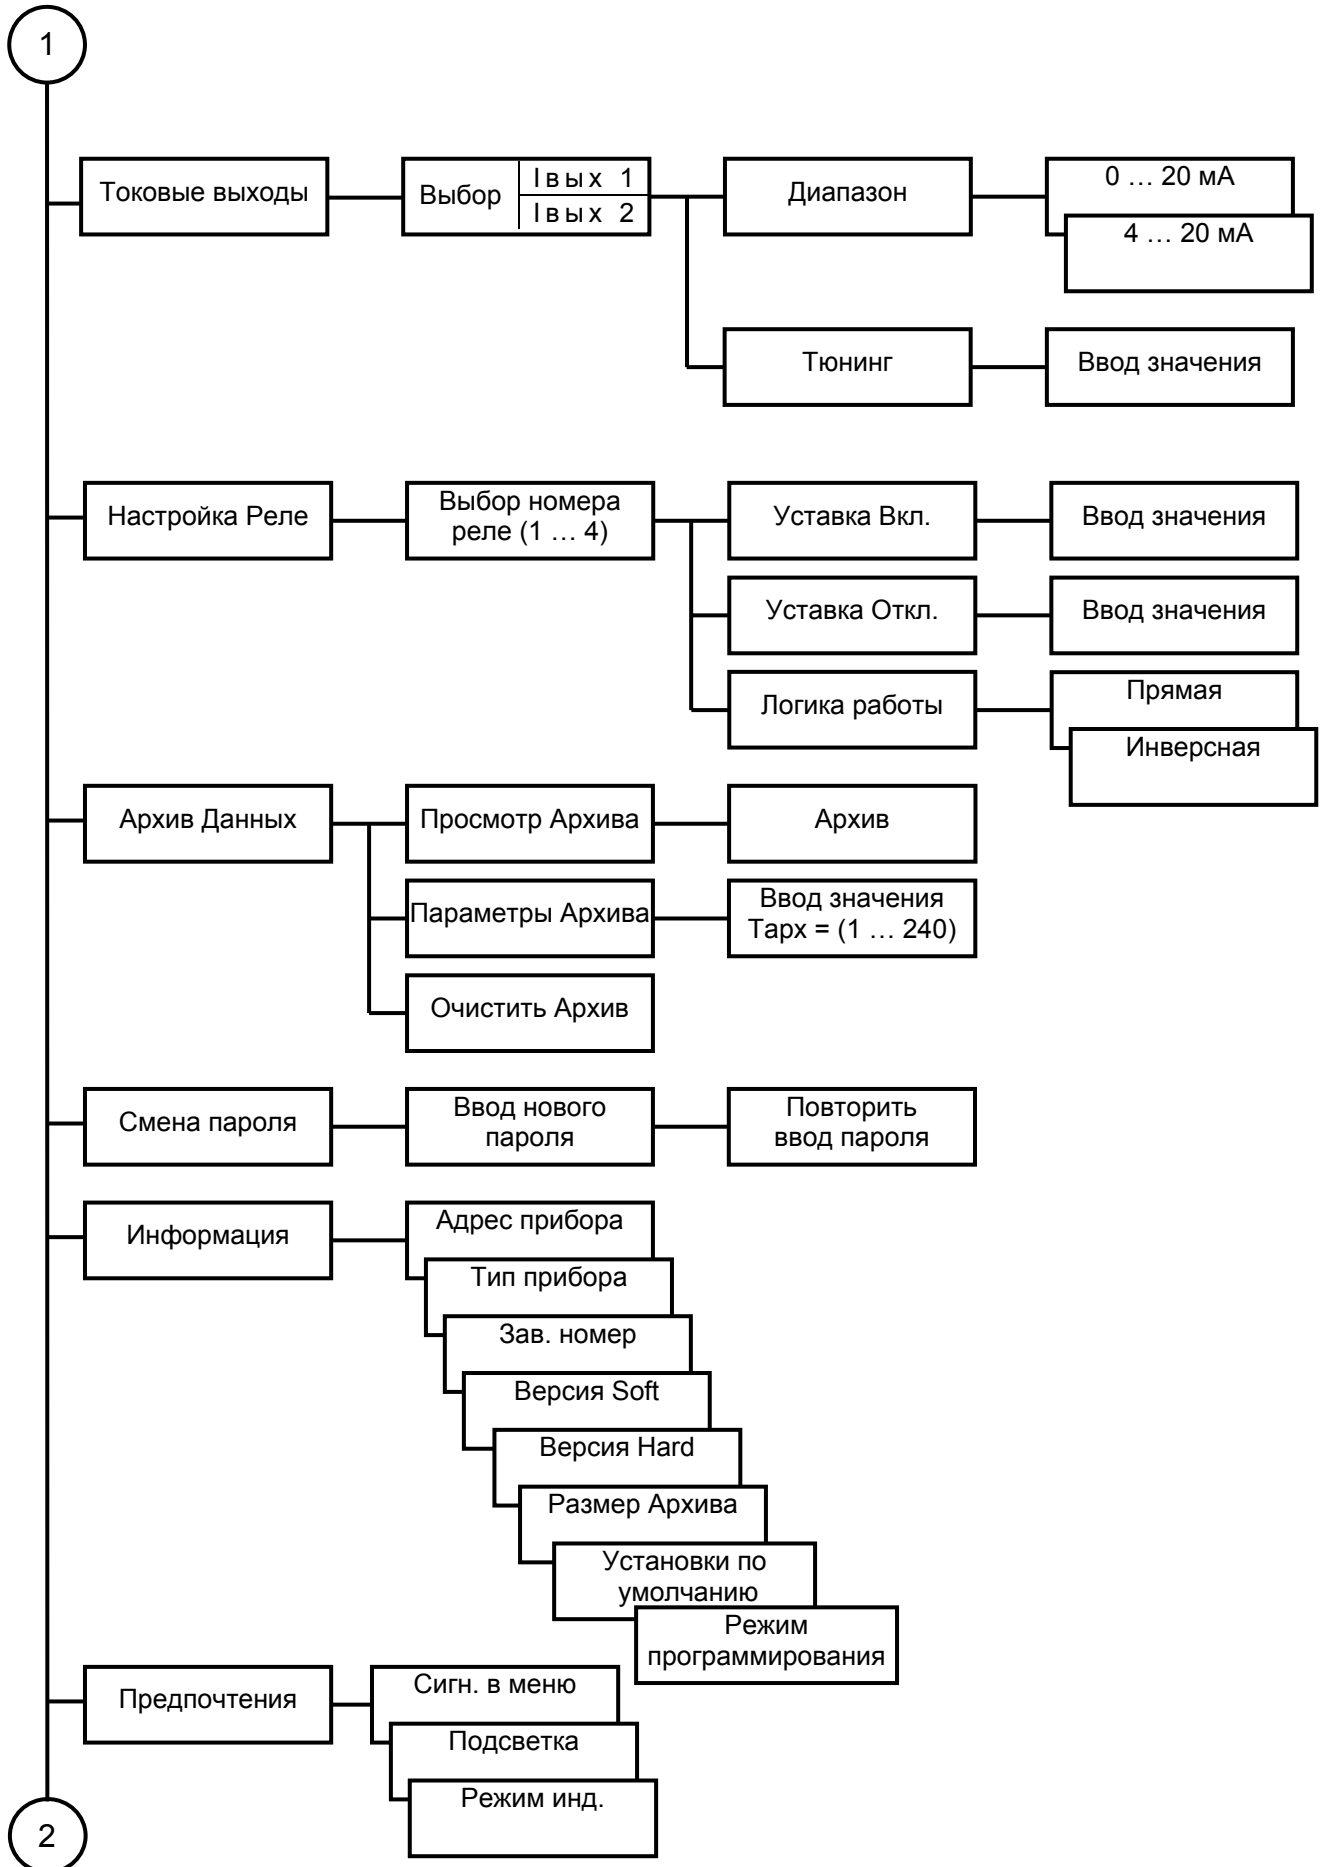 1
Токовые выходы
Выбор
Iвых 1
Iвых 2
Диапазон
0 … 20 мА
4 … 20 мА
Тюнинг
Ввод значения
Настройка Реле
Выбор номера
реле (1 … 4)
Уставка Вкл.
Ввод значения
Уставка Откл.
Ввод значения
Логика работы
Прямая
Инверсная
Архив Данных
Просмотр Архива
Архив
Параметры Архива
Ввод значения
Тарх = (1 … 240)
Очистить Архив
Смена пароля
Ввод нового
пароля
Повторить
ввод пароля
Информация
Адрес прибора
Тип прибора
Зав. номер
Версия Soft
Версия Hard
Размер Архива
Установки по
умолчанию
Режим
программирования
Предпочтения
Сигн. в меню
Подсветка
Режим инд.
2